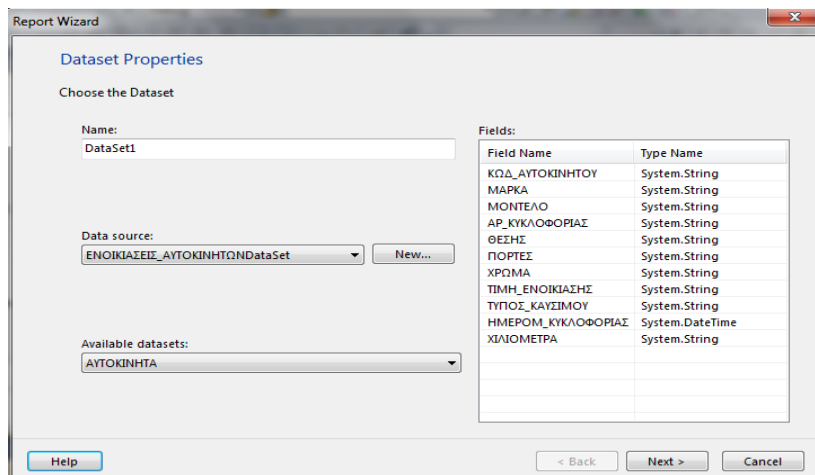 Report Wizard
Dataset Properties
Choose the Dataset
Name:
DataSet1
Data source:
ΕΝΟΙΚΙΑΣΕΙΣ_ΑΥΤΟΚΙΝΗΤΩΝDataSet
New...
Available datasets:
ΑΥΤΟΚΙΝΗΤΑ
Fields:
Field Name Type Name
ΚΩΔ_ΑΥΤΟΚΙΝΗΤΟΥ System.String
ΜΑΡΚΑ System.String
ΜΟΝΤΕΛΟ System.String
ΑΡ_ΚΥΚΛΟΦΟΡΙΑΣ System.String
ΘΕΣΗΣ System.String
ΠΟΡΤΕΣ System.String
ΧΡΩΜΑ System.String
ΤΙΜΗ_ΕΝΟΙΚΙΑΣΗΣ System.String
ΤΥΠΟΣ_ΚΑΥΣΙΜΟΥ System.String
ΗΜΕΡΟΜ_ΚΥΚΛΟΦΟΡΙΑΣ System.DateTime
ΧΙΛΙΟΜΕΤΡΑ System.String
Help
< Back
Next >
Cancel